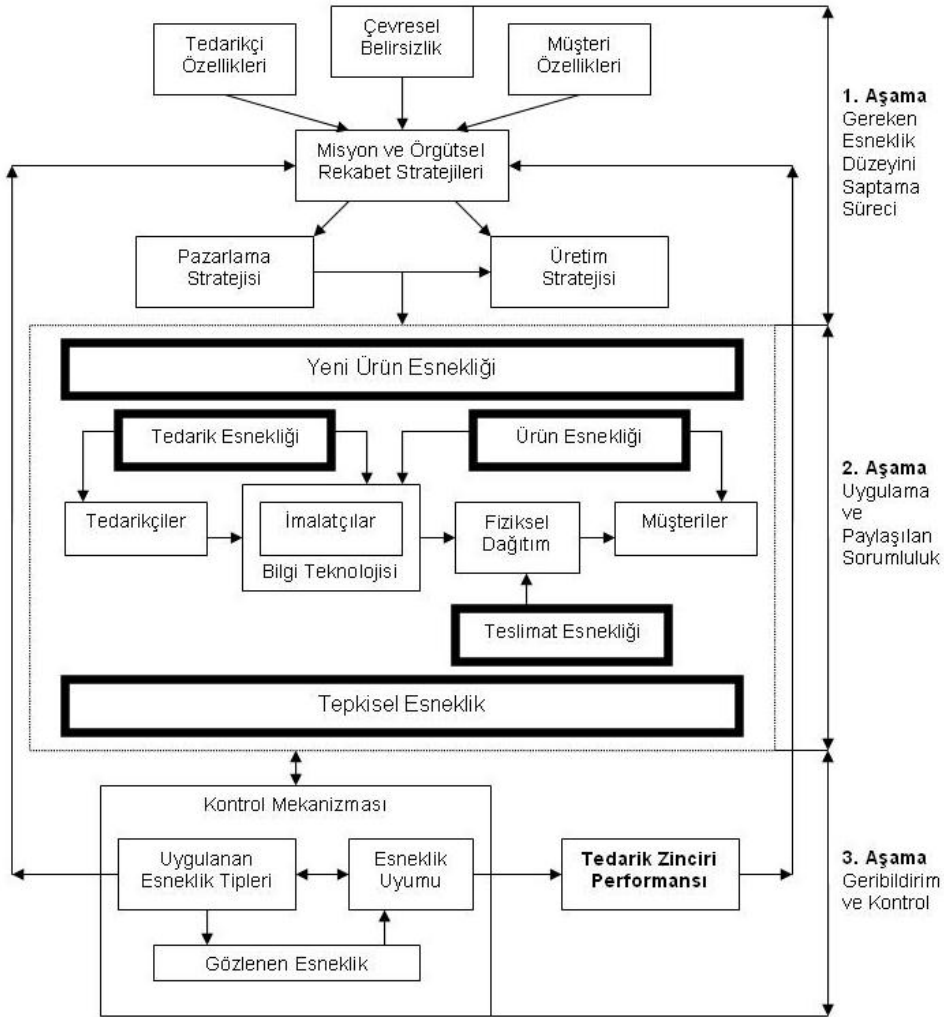 Tedarikçi
Özellikleri
Çevresel
Belirsizlik
Müşteri
Özellikleri
Misyon ve Örgütsel
Rekabet Stratejileri
Pazarlama
Stratejisi
Üretim
Stratejisi
1. Aşama
Gereken
Esneklik
Düzeyini
Saptama
Süreci
Yeni Ürün Esnekliği
Tedarik Esnekliği
Ürün Esnekliği
Tedarikçiler
İmalatçılar
Bilgi Teknolojisi
Fiziksel
Dağıtım
Müşteriler
Teslimat Esnekliği
Tepkisel Esneklik
2. Aşama
Uygulama
ve
Paylaşılan
Sorumluluk
Kontrol Mekanizması
Uygulanan
Esneklik Tipleri
Esneklik
Uyumu
Gözlenen Esneklik
Tedarik Zinciri
Performansı
3. Aşama
Geribildirim
ve Kontrol